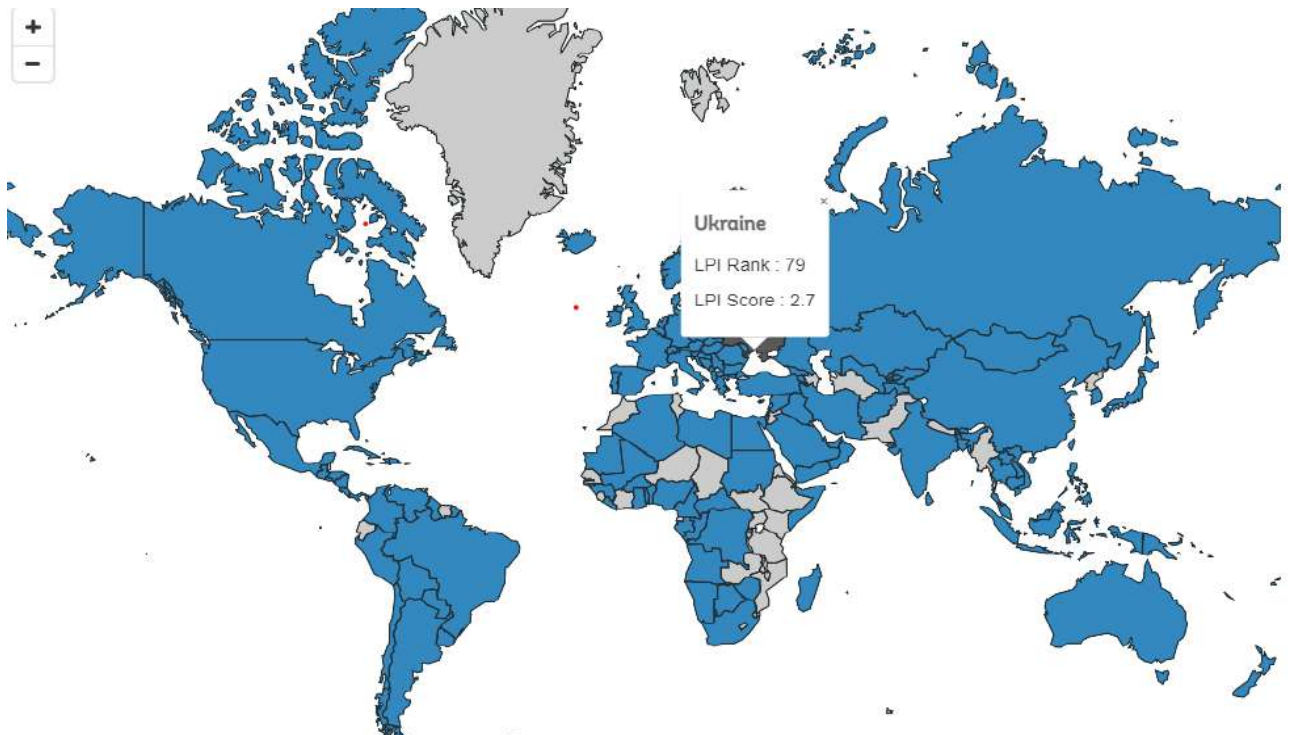 +
−
×
Ukraine
LPI Rank : 79
LPI Score : 2.7